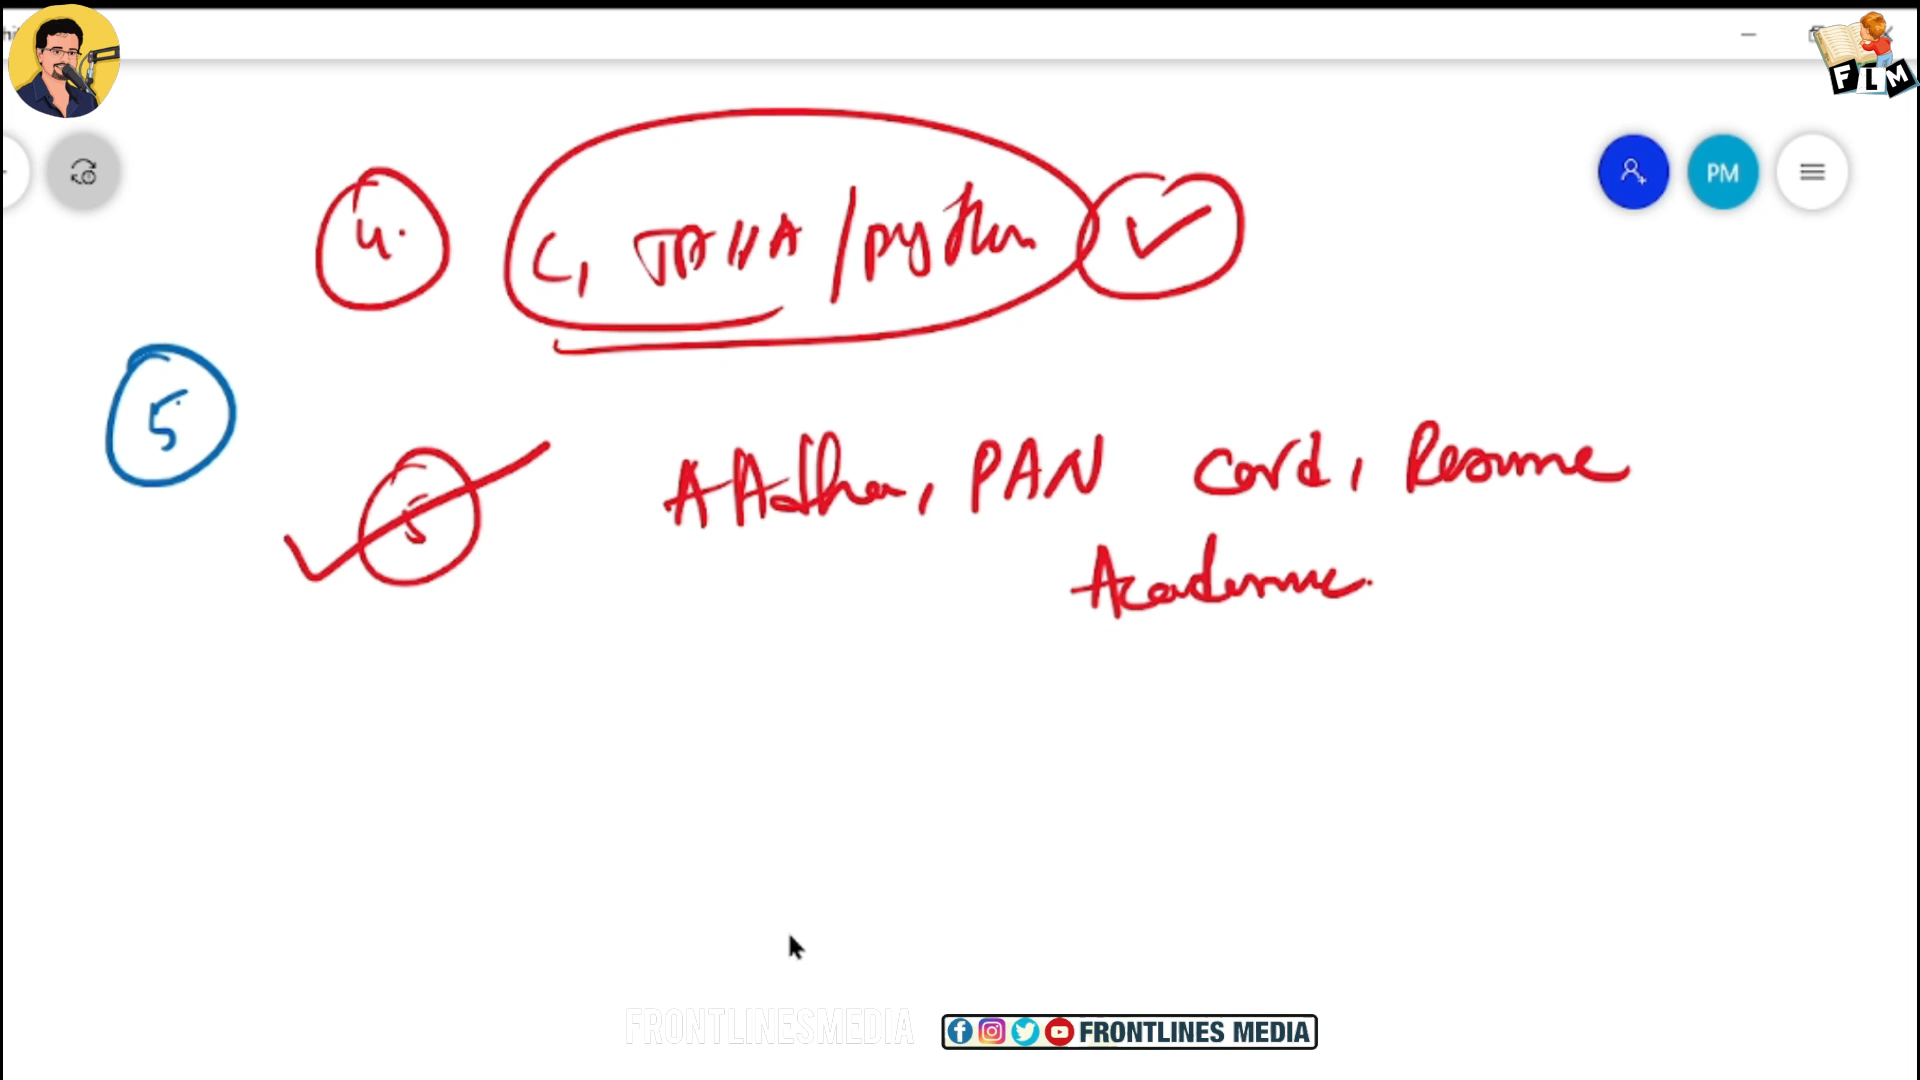 FLM
PM
4. C, JAVA/python
5
5 AAdhar, PAN card, Resume
Academic.
FRONTLINESMEDIA
FRONTLINES MEDIA